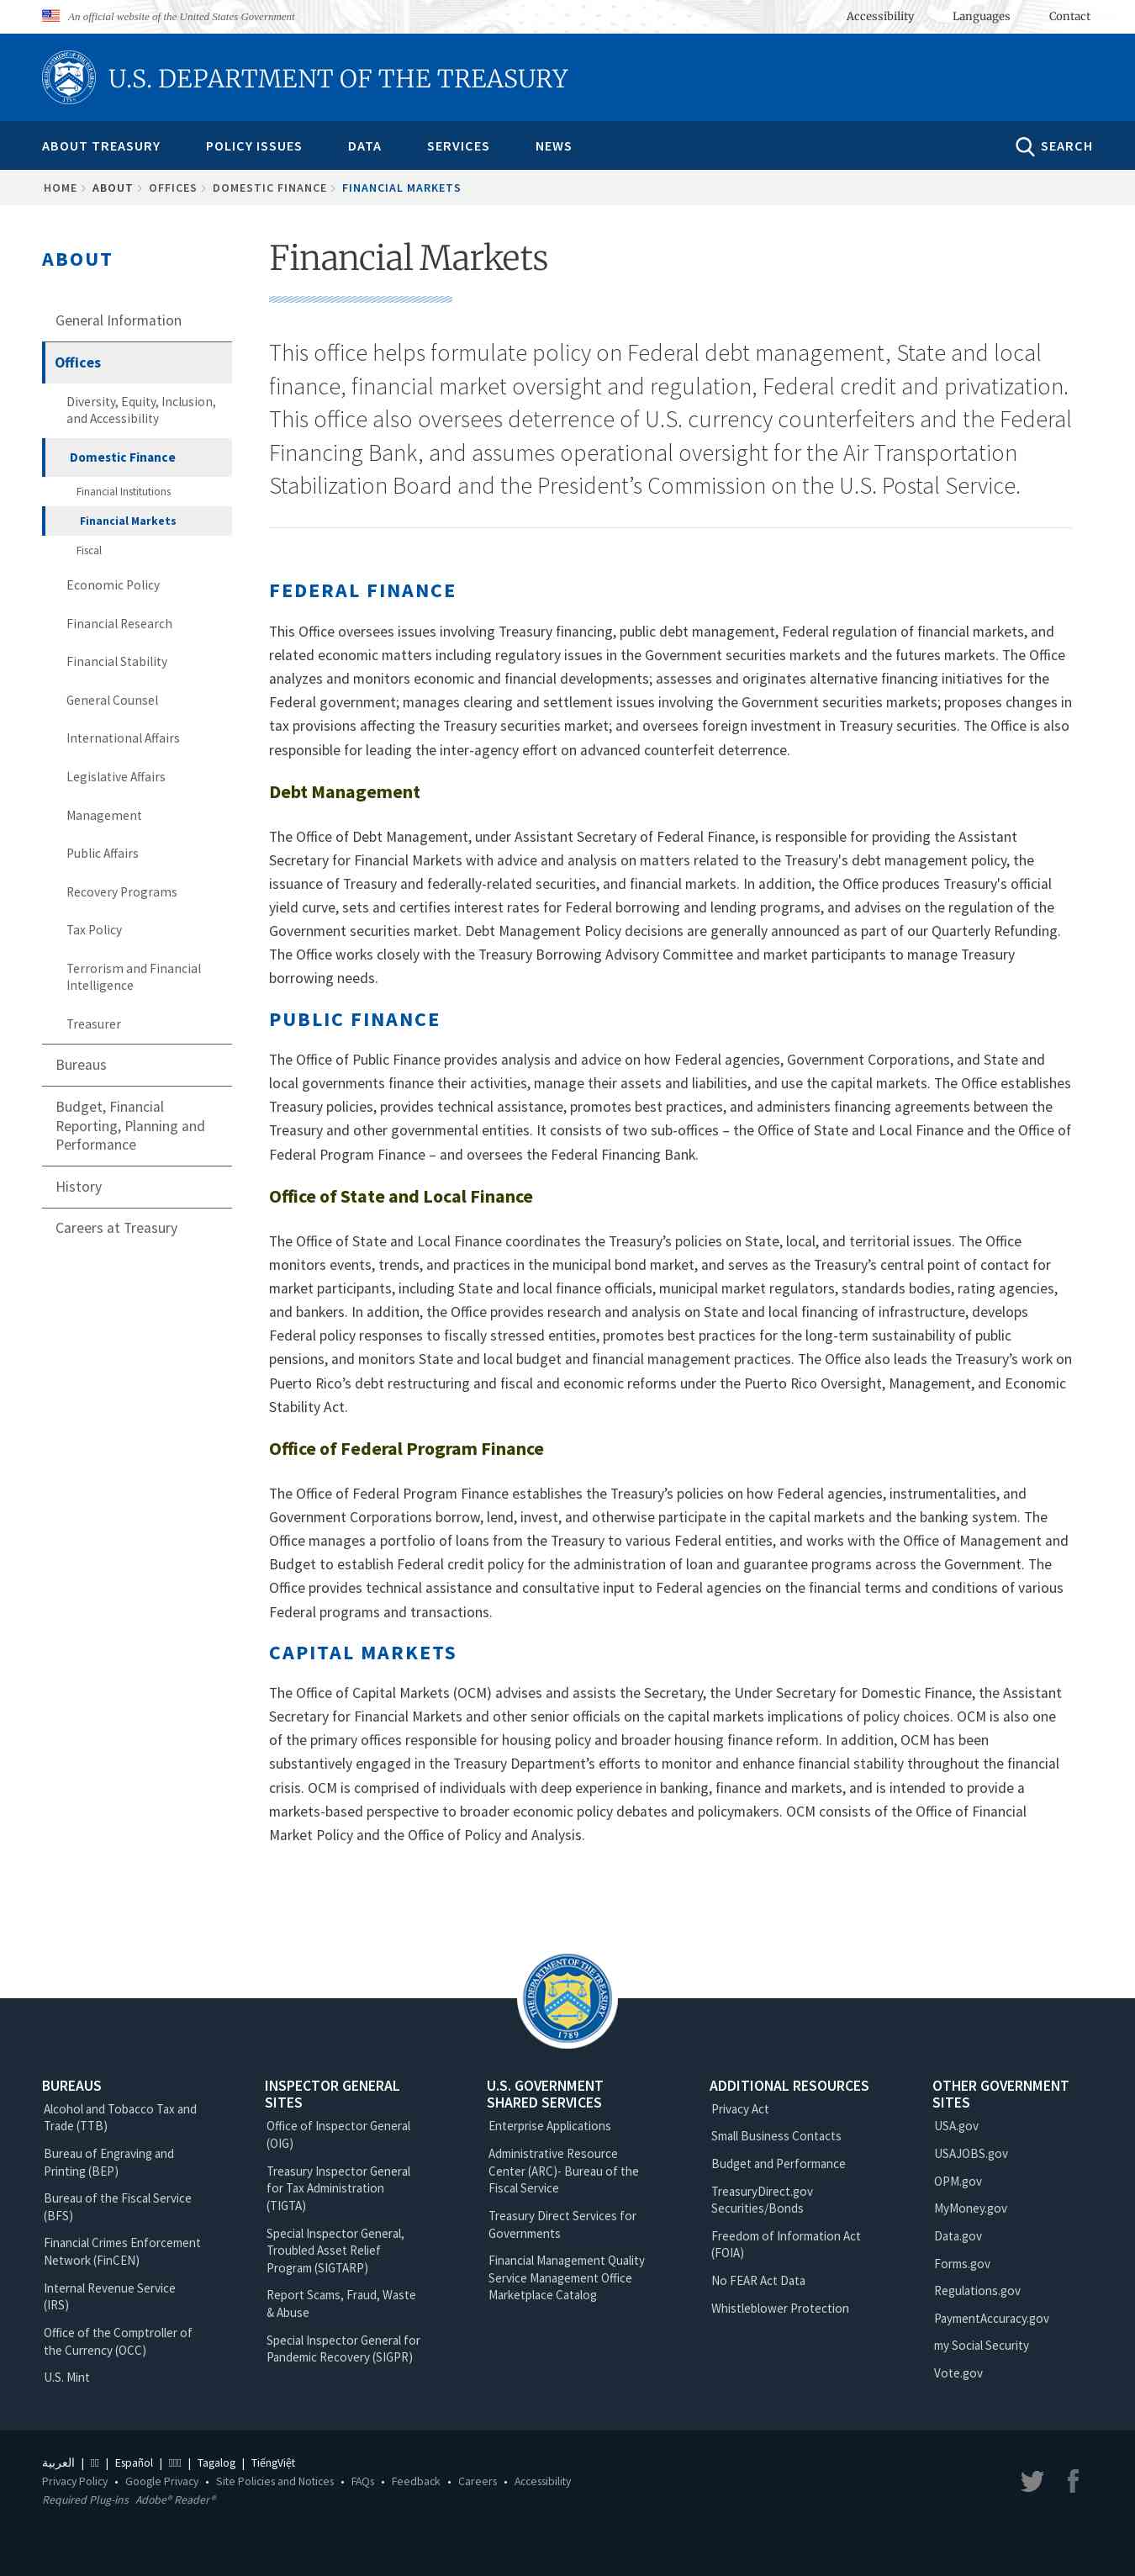 An official website of the United States Government
Accessibility
Languages
Contact
U.S. DEPARTMENT OF THE TREASURY
ABOUT TREASURY
POLICY ISSUES
DATA
SERVICES
NEWS
SEARCH
HOME
ABOUT
OFFICES
DOMESTIC FINANCE
FINANCIAL MARKETS
ABOUT
General Information
Offices
Diversity, Equity, Inclusion,
and Accessibility
Domestic Finance
Financial Institutions
Financial Markets
Fiscal
Economic Policy
Financial Research
Financial Stability
General Counsel
International Affairs
Legislative Affairs
Management
Public Affairs
Recovery Programs
Tax Policy
Terrorism and Financial
Intelligence
Treasurer
Bureaus
Budget, Financial
Reporting, Planning and
Performance
History
Careers at Treasury
Financial Markets
This office helps formulate policy on Federal debt management, State and local
finance, financial market oversight and regulation, Federal credit and privatization.
This office also oversees deterrence of U.S. currency counterfeiters and the Federal
Financing Bank, and assumes operational oversight for the Air Transportation
Stabilization Board and the President’s Commission on the U.S. Postal Service.
FEDERAL FINANCE
This Office oversees issues involving Treasury financing, public debt management, Federal regulation of financial markets, and
related economic matters including regulatory issues in the Government securities markets and the futures markets. The Office
analyzes and monitors economic and financial developments; assesses and originates alternative financing initiatives for the
Federal government; manages clearing and settlement issues involving the Government securities markets; proposes changes in
tax provisions affecting the Treasury securities market; and oversees foreign investment in Treasury securities. The Office is also
responsible for leading the inter-agency effort on advanced counterfeit deterrence.
Debt Management
The Office of Debt Management, under Assistant Secretary of Federal Finance, is responsible for providing the Assistant
Secretary for Financial Markets with advice and analysis on matters related to the Treasury's debt management policy, the
issuance of Treasury and federally-related securities, and financial markets. In addition, the Office produces Treasury's official
yield curve, sets and certifies interest rates for Federal borrowing and lending programs, and advises on the regulation of the
Government securities market. Debt Management Policy decisions are generally announced as part of our Quarterly Refunding.
The Office works closely with the Treasury Borrowing Advisory Committee and market participants to manage Treasury
borrowing needs.
PUBLIC FINANCE
The Office of Public Finance provides analysis and advice on how Federal agencies, Government Corporations, and State and
local governments finance their activities, manage their assets and liabilities, and use the capital markets. The Office establishes
Treasury policies, provides technical assistance, promotes best practices, and administers financing agreements between the
Treasury and other governmental entities. It consists of two sub-offices – the Office of State and Local Finance and the Office of
Federal Program Finance – and oversees the Federal Financing Bank.
Office of State and Local Finance
The Office of State and Local Finance coordinates the Treasury’s policies on State, local, and territorial issues. The Office
monitors events, trends, and practices in the municipal bond market, and serves as the Treasury’s central point of contact for
market participants, including State and local finance officials, municipal market regulators, standards bodies, rating agencies,
and bankers. In addition, the Office provides research and analysis on State and local financing of infrastructure, develops
Federal policy responses to fiscally stressed entities, promotes best practices for the long-term sustainability of public
pensions, and monitors State and local budget and financial management practices. The Office also leads the Treasury’s work on
Puerto Rico’s debt restructuring and fiscal and economic reforms under the Puerto Rico Oversight, Management, and Economic
Stability Act.
Office of Federal Program Finance
The Office of Federal Program Finance establishes the Treasury’s policies on how Federal agencies, instrumentalities, and
Government Corporations borrow, lend, invest, and otherwise participate in the capital markets and the banking system. The
Office manages a portfolio of loans from the Treasury to various Federal entities, and works with the Office of Management and
Budget to establish Federal credit policy for the administration of loan and guarantee programs across the Government. The
Office provides technical assistance and consultative input to Federal agencies on the financial terms and conditions of various
Federal programs and transactions.
CAPITAL MARKETS
The Office of Capital Markets (OCM) advises and assists the Secretary, the Under Secretary for Domestic Finance, the Assistant
Secretary for Financial Markets and other senior officials on the capital markets implications of policy choices. OCM is also one
of the primary offices responsible for housing policy and broader housing finance reform. In addition, OCM has been
substantively engaged in the Treasury Department’s efforts to monitor and enhance financial stability throughout the financial
crisis. OCM is comprised of individuals with deep experience in banking, finance and markets, and is intended to provide a
markets-based perspective to broader economic policy debates and policymakers. OCM consists of the Office of Financial
Market Policy and the Office of Policy and Analysis.
THE DEPARTMENT OF THE TREASURY
1789
BUREAUS
Alcohol and Tobacco Tax and
Trade (TTB)
Bureau of Engraving and
Printing (BEP)
Bureau of the Fiscal Service
(BFS)
Financial Crimes Enforcement
Network (FinCEN)
Internal Revenue Service
(IRS)
Office of the Comptroller of
the Currency (OCC)
U.S. Mint
INSPECTOR GENERAL
SITES
Office of Inspector General
(OIG)
Treasury Inspector General
for Tax Administration
(TIGTA)
Special Inspector General,
Troubled Asset Relief
Program (SIGTARP)
Report Scams, Fraud, Waste
& Abuse
Special Inspector General for
Pandemic Recovery (SIGPR)
U.S. GOVERNMENT
SHARED SERVICES
Enterprise Applications
Administrative Resource
Center (ARC)- Bureau of the
Fiscal Service
Treasury Direct Services for
Governments
Financial Management Quality
Service Management Office
Marketplace Catalog
ADDITIONAL RESOURCES
Privacy Act
Small Business Contacts
Budget and Performance
TreasuryDirect.gov
Securities/Bonds
Freedom of Information Act
(FOIA)
No FEAR Act Data
Whistleblower Protection
OTHER GOVERNMENT
SITES
USA.gov
USAJOBS.gov
OPM.gov
MyMoney.gov
Data.gov
Forms.gov
Regulations.gov
PaymentAccuracy.gov
my Social Security
Vote.gov
العربية | | Español | | Tagalog | TiếngViệt
Privacy Policy • Google Privacy • Site Policies and Notices • FAQs • Feedback • Careers • Accessibility
Required Plug-ins Adobe® Reader®